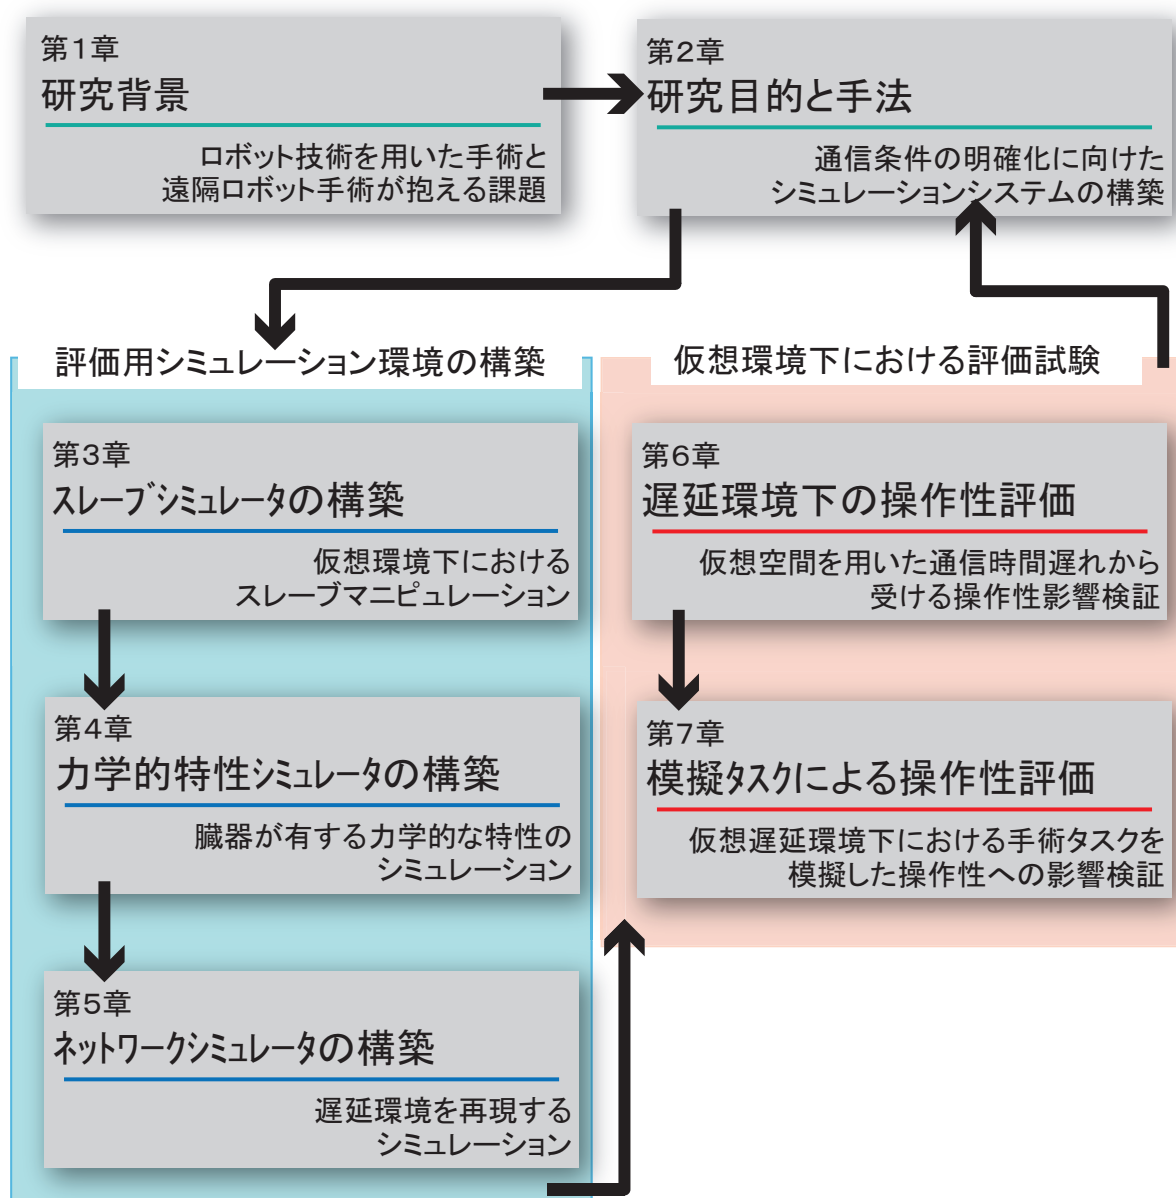 第1章
研究背景
ロボット技術を用いた手術と
遠隔ロボット手術が抱える課題
第2章
研究目的と手法
通信条件の明確化に向けた
シミュレーションシステムの構築
評価用シミュレーション環境の構築
第3章
スレーブシミュレータの構築
仮想環境下における
スレーブマニピュレーション
第4章
力学的特性シミュレータの構築
臓器が有する力学的な特性の
シミュレーション
第5章
ネットワークシミュレータの構築
遅延環境を再現する
シミュレーション
仮想環境下における評価試験
第6章
遅延環境下の操作性評価
仮想空間を用いた通信時間遅れから
受ける操作性影響検証
第7章
模擬タスクによる操作性評価
仮想遅延環境下における手術タスクを
模擬した操作性への影響検証